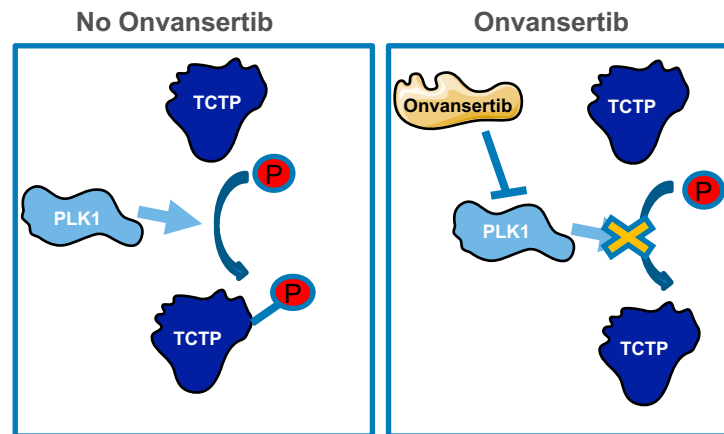 No Onvansertib
TCTP
P
PLK1
P
TCTP
Onvansertib
Onvansertib
TCTP
P
PLK1
TCTP